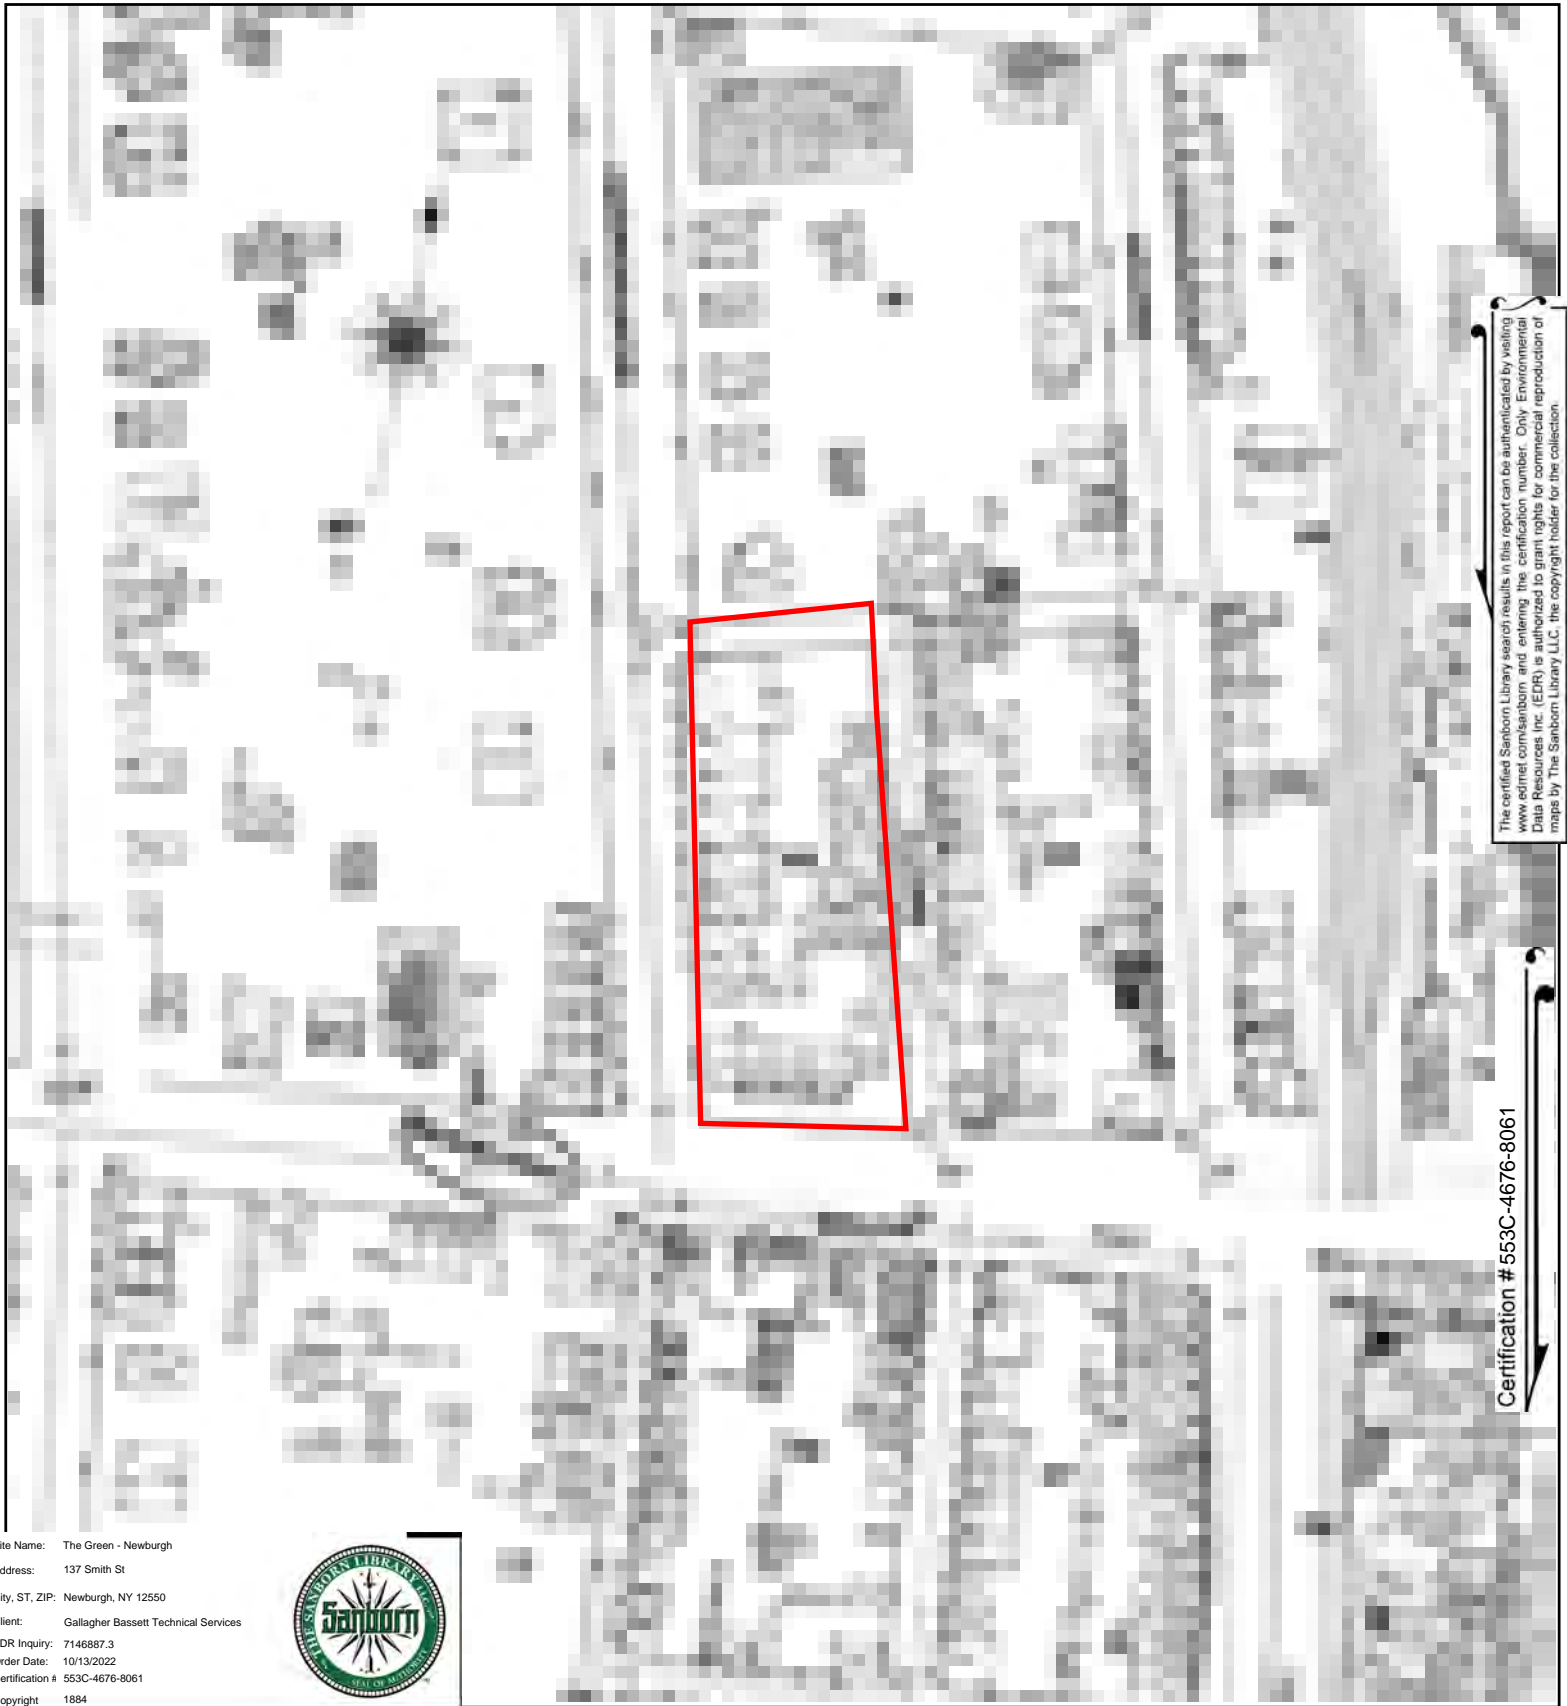 The certified Sanborn Library search results in this report can be authenticated by visiting
www.edrnet.com/sanborn and entering the certification number. Only Environmental
Data Resources Inc. (EDR) is authorized to grant rights for commercial reproduction of
maps by The Sanborn Library LLC, the copyright holder for the collection.
Certification # 553C-4676-8061
ite Name: The Green - Newburgh
ddress: 137 Smith St
ity, ST, ZIP: Newburgh, NY 12550
lient: Gallagher Bassett Technical Services
DR Inquiry: 7146887.3
rder Date: 10/13/2022
ertification # 553C-4676-8061
opyright 1884
THE SANBORN LIBRARY, LLC
Sanborn
SEAL OF AUTHORITY